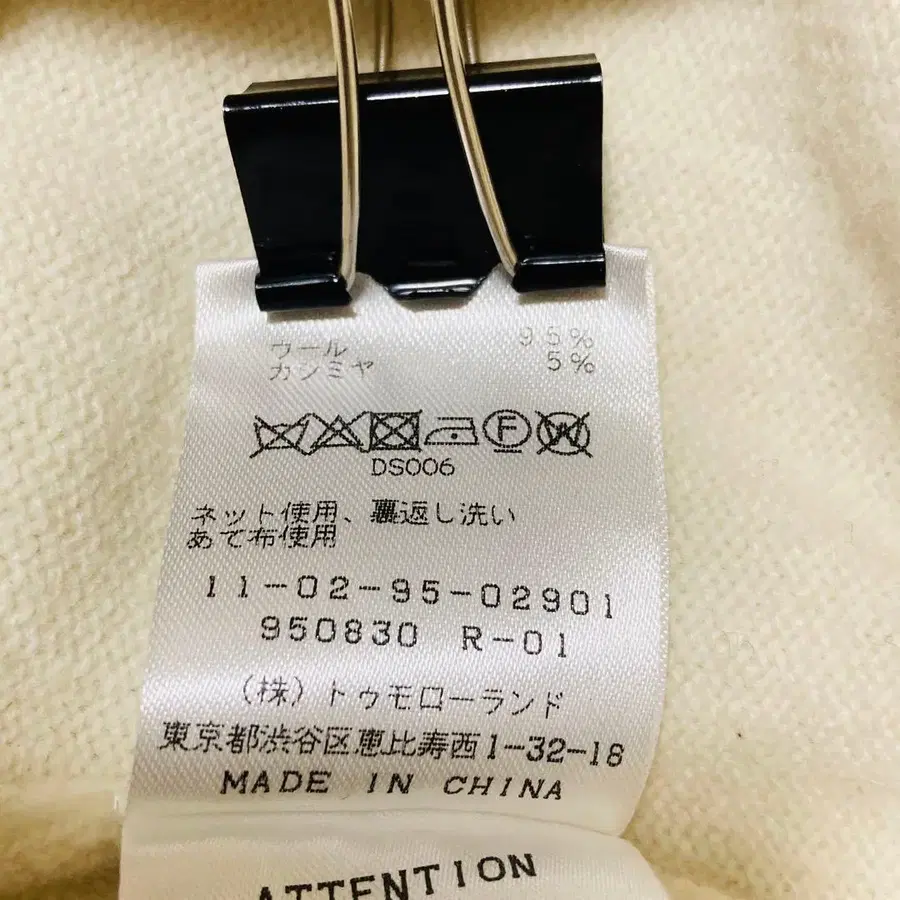 ウール 95%
カシミヤ 5%
DS006
ネット使用、裏返し洗い
あて布使用
11-02-95-02901
950830 R-01
(株)トゥモローランド
東京都渋谷区恵比寿西1-32-18
MADE IN CHINA
ATTENTION